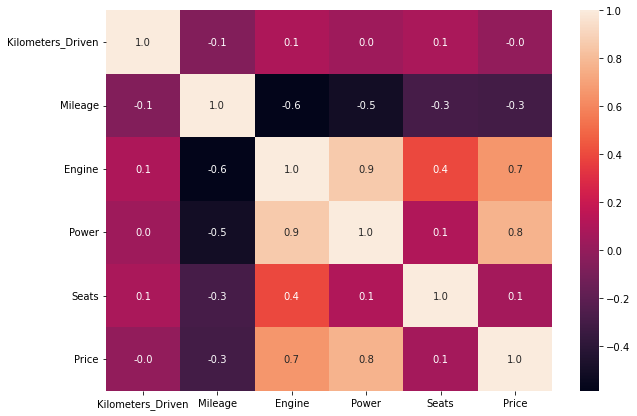 Kilometers_Driven 1.0 -0.1 0.1 0.0 0.1 -0.0
Mileage -0.1 1.0 -0.6 -0.5 -0.3 -0.3
Engine 0.1 -0.6 1.0 0.9 0.4 0.7
Power 0.0 -0.5 0.9 1.0 0.1 0.8
Seats 0.1 -0.3 0.4 0.1 1.0 0.1
Price -0.0 -0.3 0.7 0.8 0.1 1.0
Kilometers_Driven Mileage Engine Power Seats Price
1.0
0.8
0.6
0.4
0.2
0.0
−0.2
−0.4